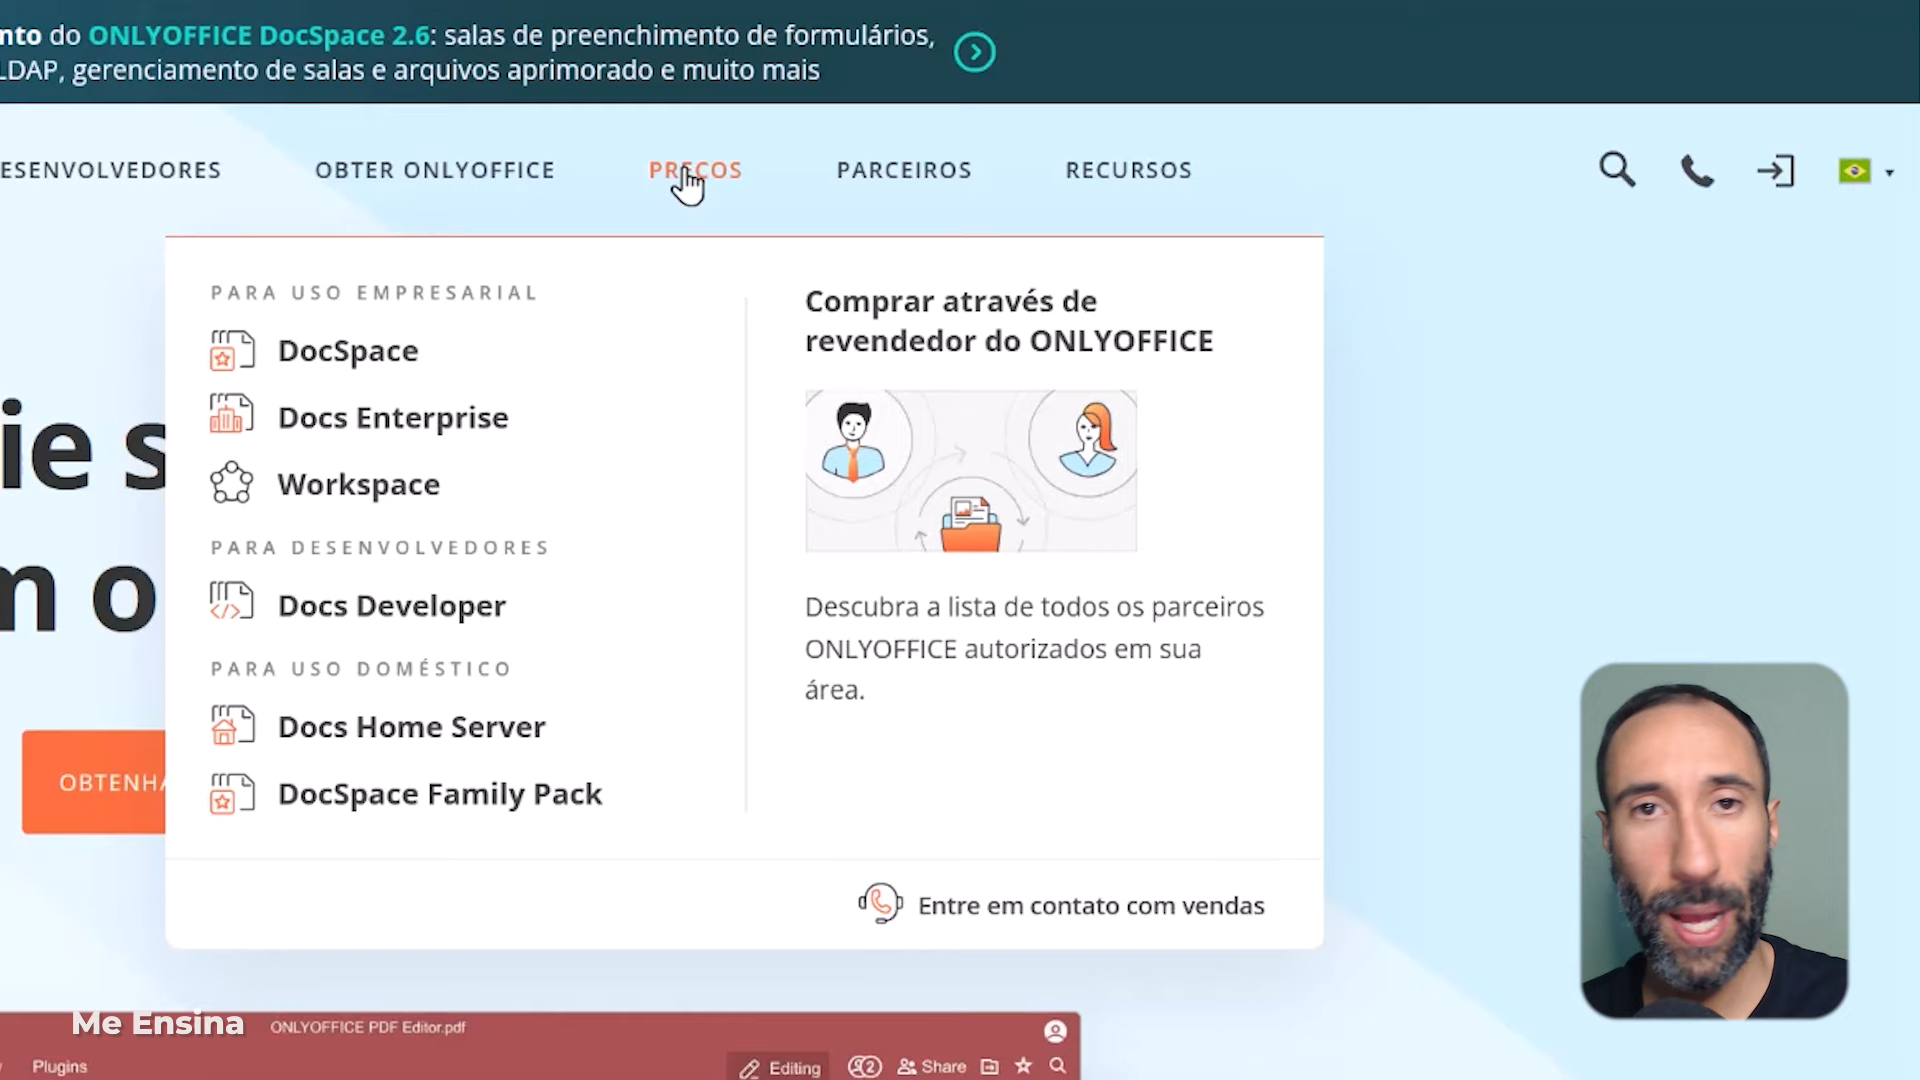 nto do ONLYOFFICE DocSpace 2.6: salas de preenchimento de formulários,
LDAP, gerenciamento de salas e arquivos aprimorado e muito mais
ESENVOLVEDORES
OBTER ONLYOFFICE
PREÇOS
PARCEIROS
RECURSOS
PARA USO EMPRESARIAL
DocSpace
Docs Enterprise
Workspace
PARA DESENVOLVEDORES
Docs Developer
PARA USO DOMÉSTICO
Docs Home Server
DocSpace Family Pack
Comprar através de
revendedor do ONLYOFFICE
Descubra a lista de todos os parceiros
ONLYOFFICE autorizados em sua
área.
Entre em contato com vendas
ie s
m o
OBTENHA
Me Ensina
ONLYOFFICE PDF Editor.pdf
Plugins
Editing
2
Share